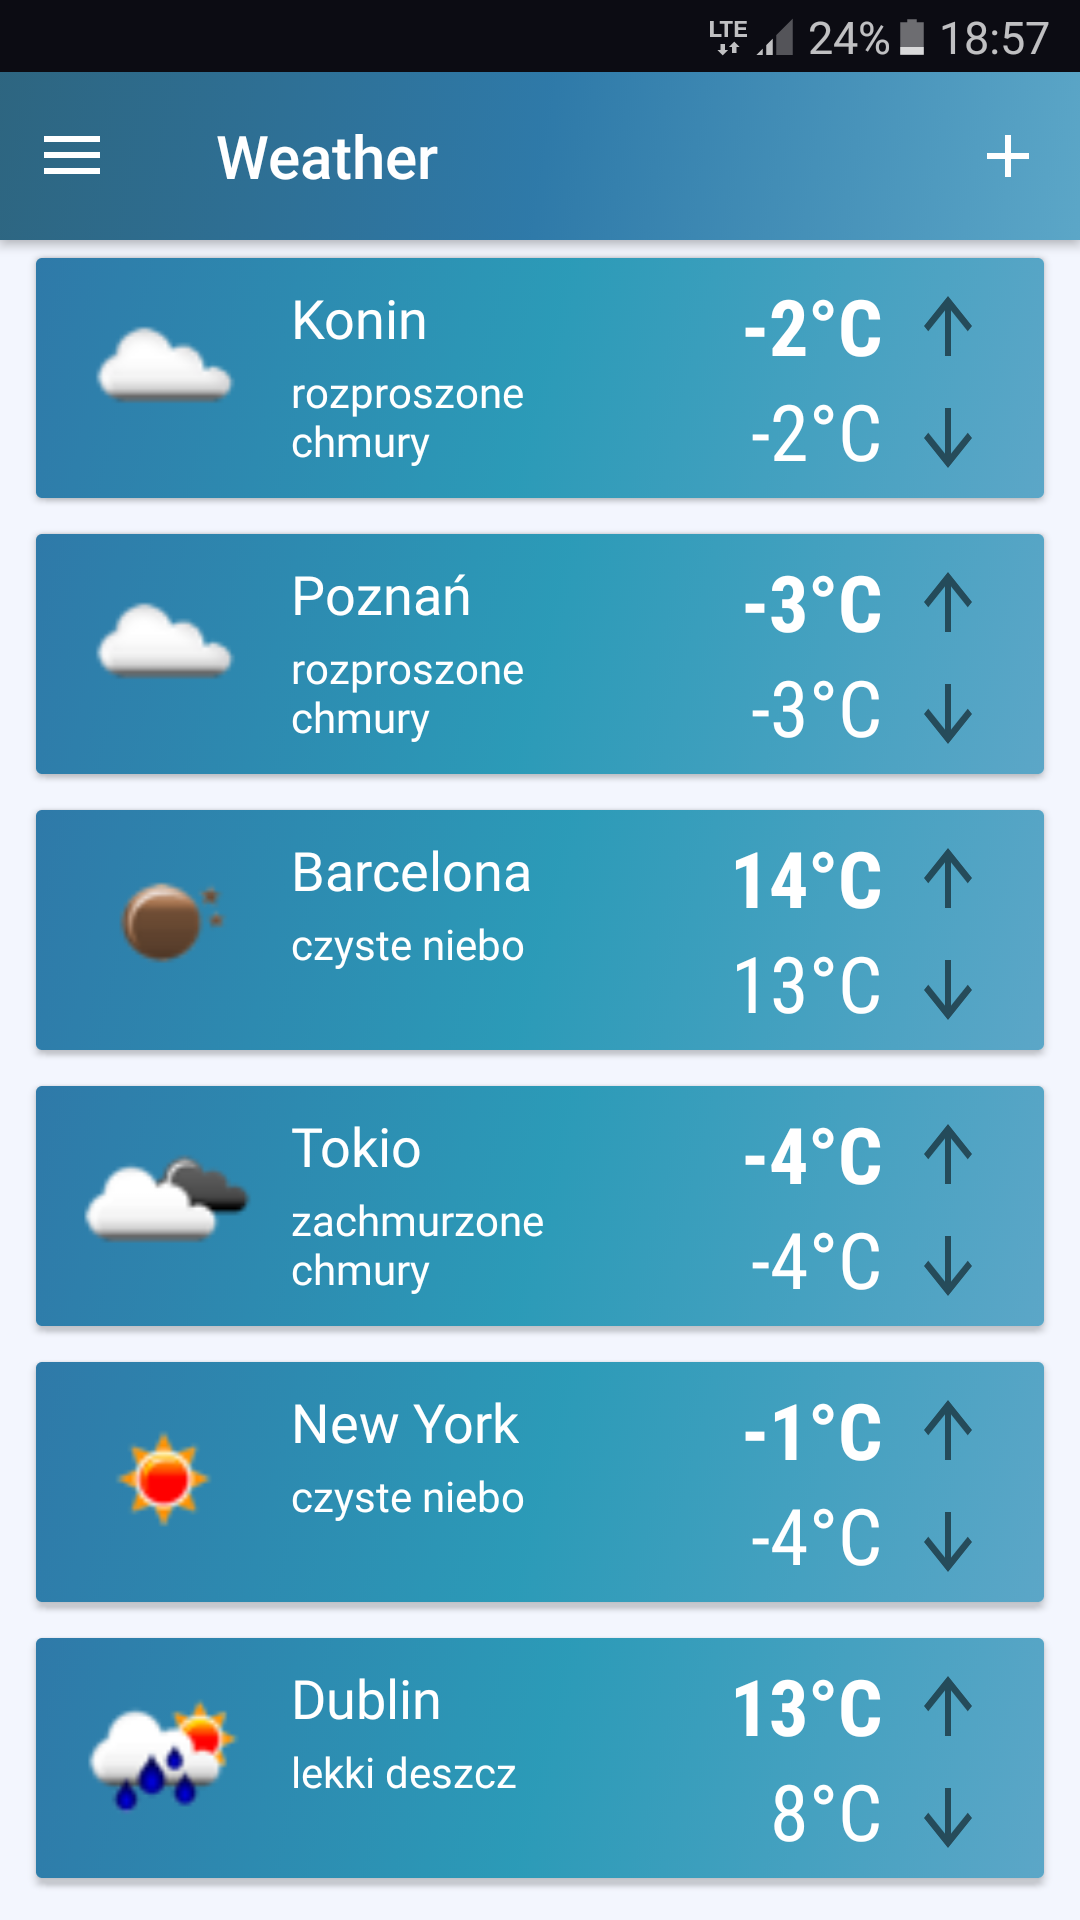 LTE 24% 18:57
Weather
Konin -2°C
rozproszone
chmury -2°C
Poznań -3°C
rozproszone
chmury -3°C
Barcelona 14°C
czyste niebo 13°C
Tokio -4°C
zachmurzone
chmury -4°C
New York -1°C
czyste niebo -4°C
Dublin 13°C
lekki deszcz 8°C